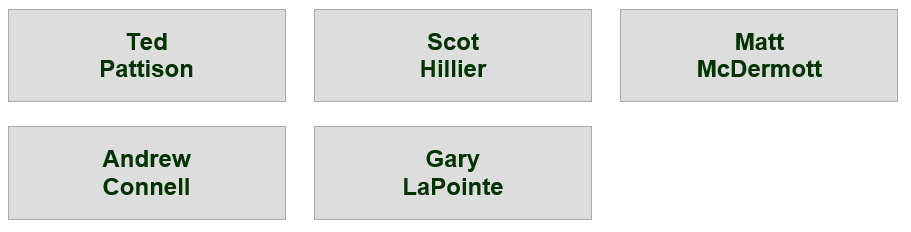 Ted
Pattison
Scot
Hillier
Matt
McDermott
Andrew
Connell
Gary
LaPointe